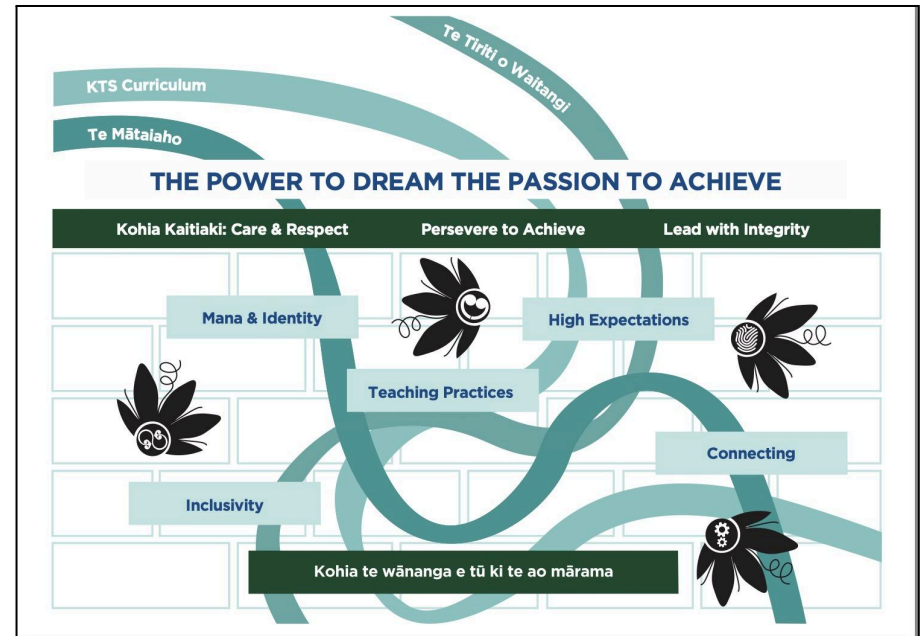 Te Tiriti o Waitangi
KTS Curriculum
Te Mātaiaho
THE POWER TO DREAM THE PASSION TO ACHIEVE
Kohia Kaitiaki: Care & Respect Persevere to Achieve Lead with Integrity
Mana & Identity
High Expectations
Teaching Practices
Connecting
Inclusivity
Kohia te wānanga e tū ki te ao mārama